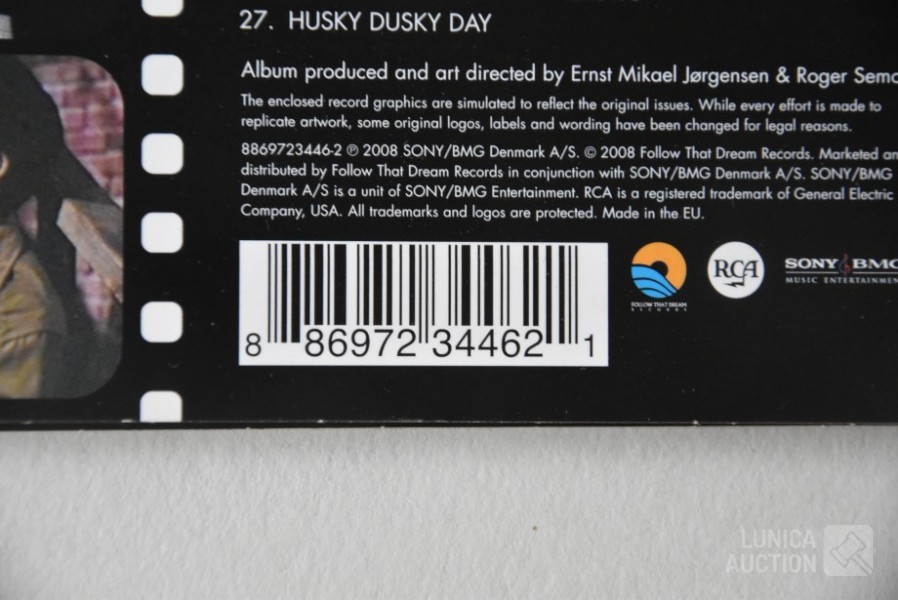 27. HUSKY DUSKY DAY
Album produced and art directed by Ernst Mikael Jørgensen & Roger Semo
The enclosed record graphics are simulated to reflect the original issues. While every effort is made to
replicate artwork, some original logos, labels and wording have been changed for legal reasons.
8869723446-2 ℗ 2008 SONY/BMG Denmark A/S. © 2008 Follow That Dream Records. Marketed an
distributed by Follow That Dream Records in conjunction with SONY/BMG Denmark A/S. SONY/BMG
Denmark A/S is a unit of SONY/BMG Entertainment. RCA is a registered trademark of General Electric
Company, USA. All trademarks and logos are protected. Made in the EU.
8 86972 34462 1
FOLLOW THAT DREAM
RECORDS
RCA
SONY BMG
MUSIC ENTERTAINMEN
LUNICA
AUCTION